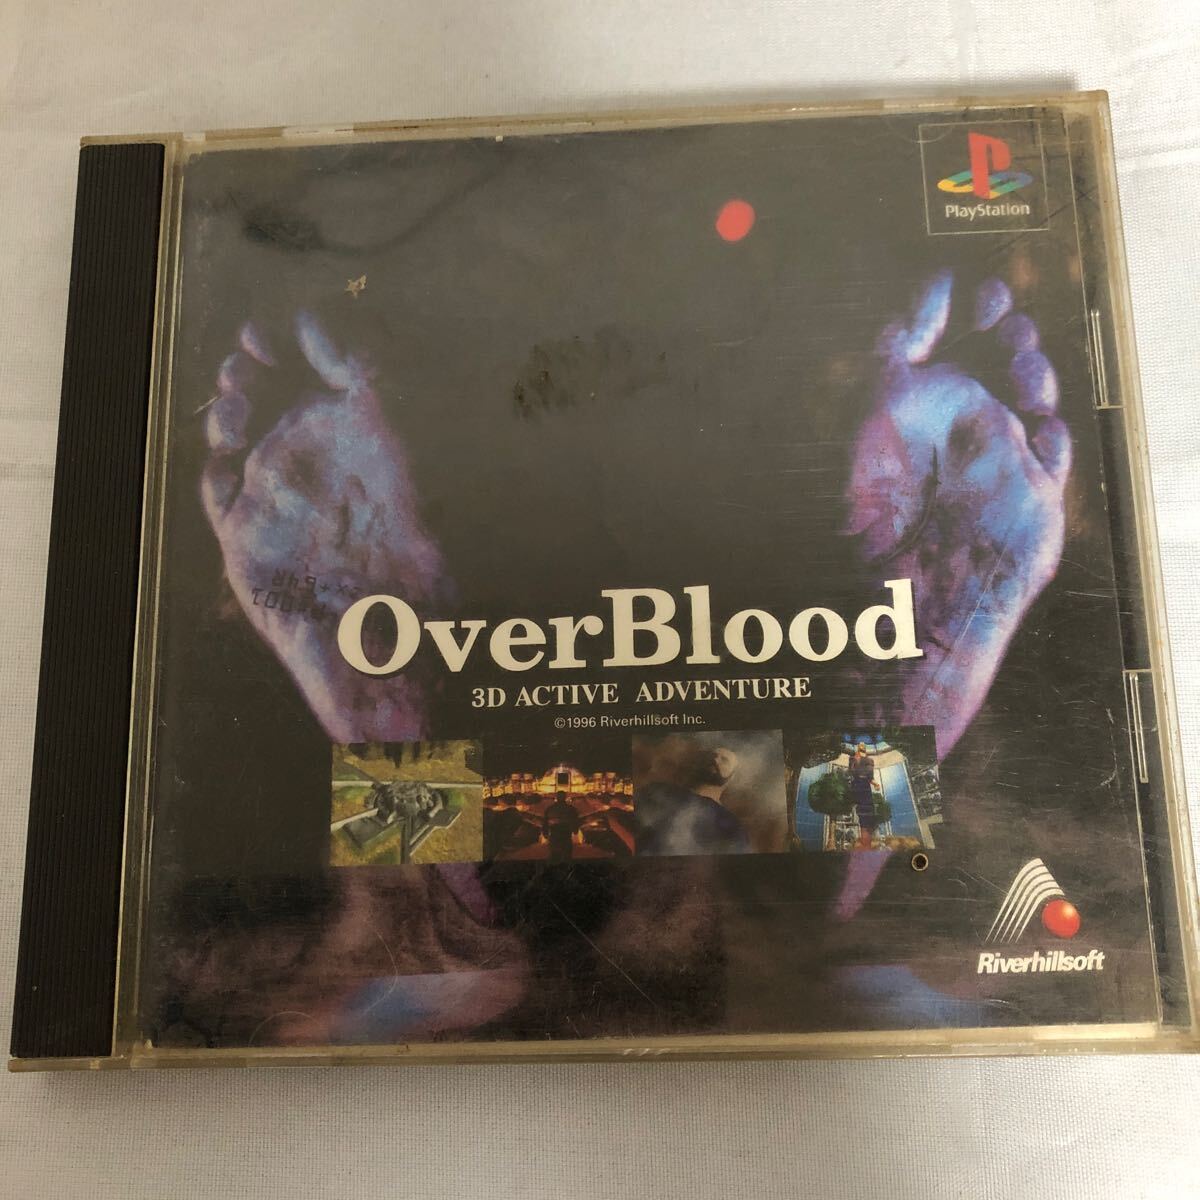 PlayStation
OverBlood
3D ACTIVE ADVENTURE
©1996 Riverhillsoft Inc.
Riverhillsoft